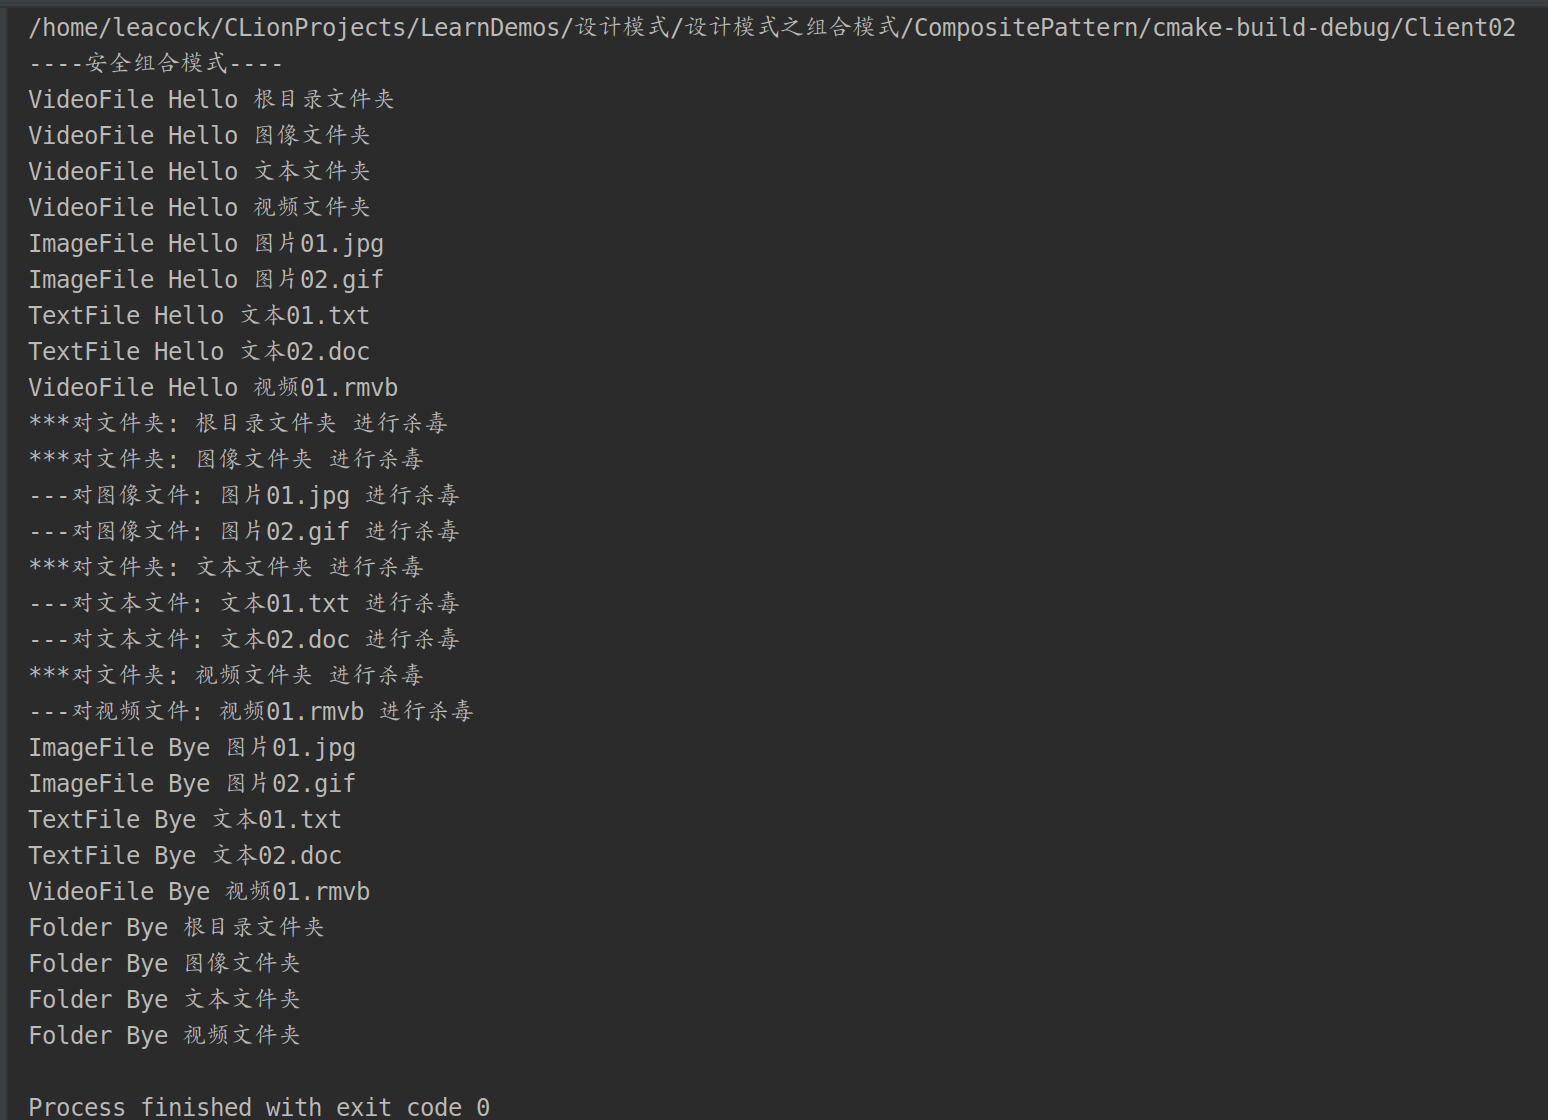 /home/leacock/CLionProjects/LearnDemos/设计模式/设计模式之组合模式/CompositePattern/cmake-build-debug/Client02
----安全组合模式----
VideoFile Hello 根目录文件夹
VideoFile Hello 图像文件夹
VideoFile Hello 文本文件夹
VideoFile Hello 视频文件夹
ImageFile Hello 图片01.jpg
ImageFile Hello 图片02.gif
TextFile Hello 文本01.txt
TextFile Hello 文本02.doc
VideoFile Hello 视频01.rmvb
***对文件夹: 根目录文件夹 进行杀毒
***对文件夹: 图像文件夹 进行杀毒
---对图像文件: 图片01.jpg 进行杀毒
---对图像文件: 图片02.gif 进行杀毒
***对文件夹: 文本文件夹 进行杀毒
---对文本文件: 文本01.txt 进行杀毒
---对文本文件: 文本02.doc 进行杀毒
***对文件夹: 视频文件夹 进行杀毒
---对视频文件: 视频01.rmvb 进行杀毒
ImageFile Bye 图片01.jpg
ImageFile Bye 图片02.gif
TextFile Bye 文本01.txt
TextFile Bye 文本02.doc
VideoFile Bye 视频01.rmvb
Folder Bye 根目录文件夹
Folder Bye 图像文件夹
Folder Bye 文本文件夹
Folder Bye 视频文件夹
Process finished with exit code 0